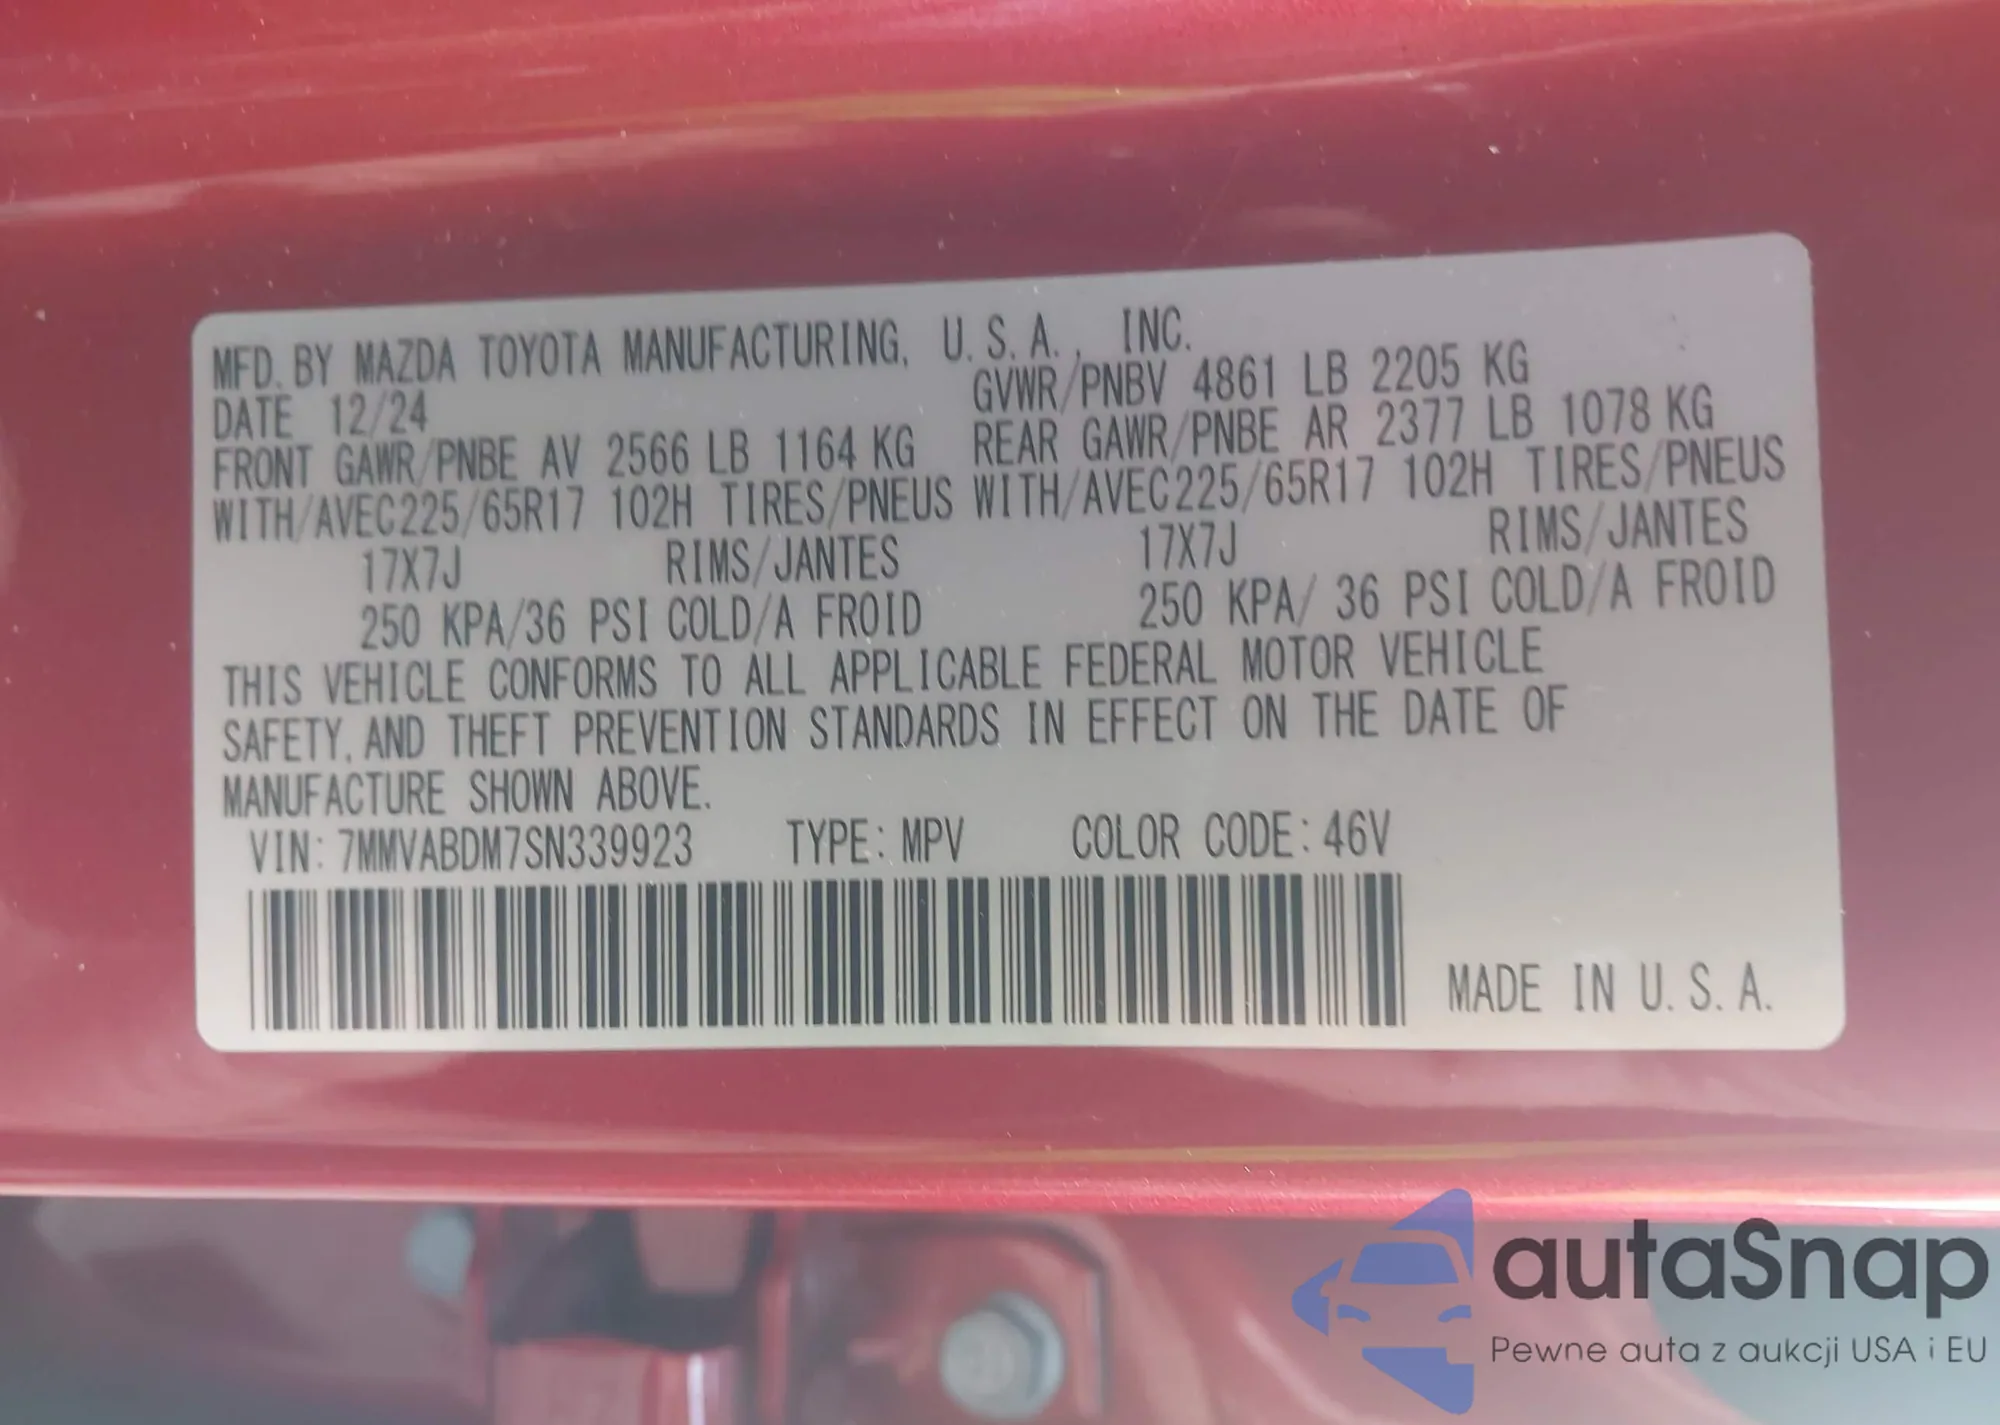 MFD. BY MAZDA TOYOTA MANUFACTURING, U.S.A., INC.
DATE 12/24 GVWR/PNBV 4861 LB 2205 KG
FRONT GAWR/PNBE AV 2566 LB 1164 KG REAR GAWR/PNBE AR 2377 LB 1078 KG
WITH/AVEC225/65R17 102H TIRES/PNEUS WITH/AVEC225/65R17 102H TIRES/PNEUS
17X7J RIMS/JANTES 17X7J RIMS/JANTES
250 KPA/36 PSI COLD/A FROID 250 KPA/ 36 PSI COLD/A FROID
THIS VEHICLE CONFORMS TO ALL APPLICABLE FEDERAL MOTOR VEHICLE
SAFETY, AND THEFT PREVENTION STANDARDS IN EFFECT ON THE DATE OF
MANUFACTURE SHOWN ABOVE.
VIN: 7MMVABDM7SN339923 TYPE: MPV COLOR CODE: 46V
MADE IN U.S.A.
autaSnap
Pewne auta z aukcji USA i EU